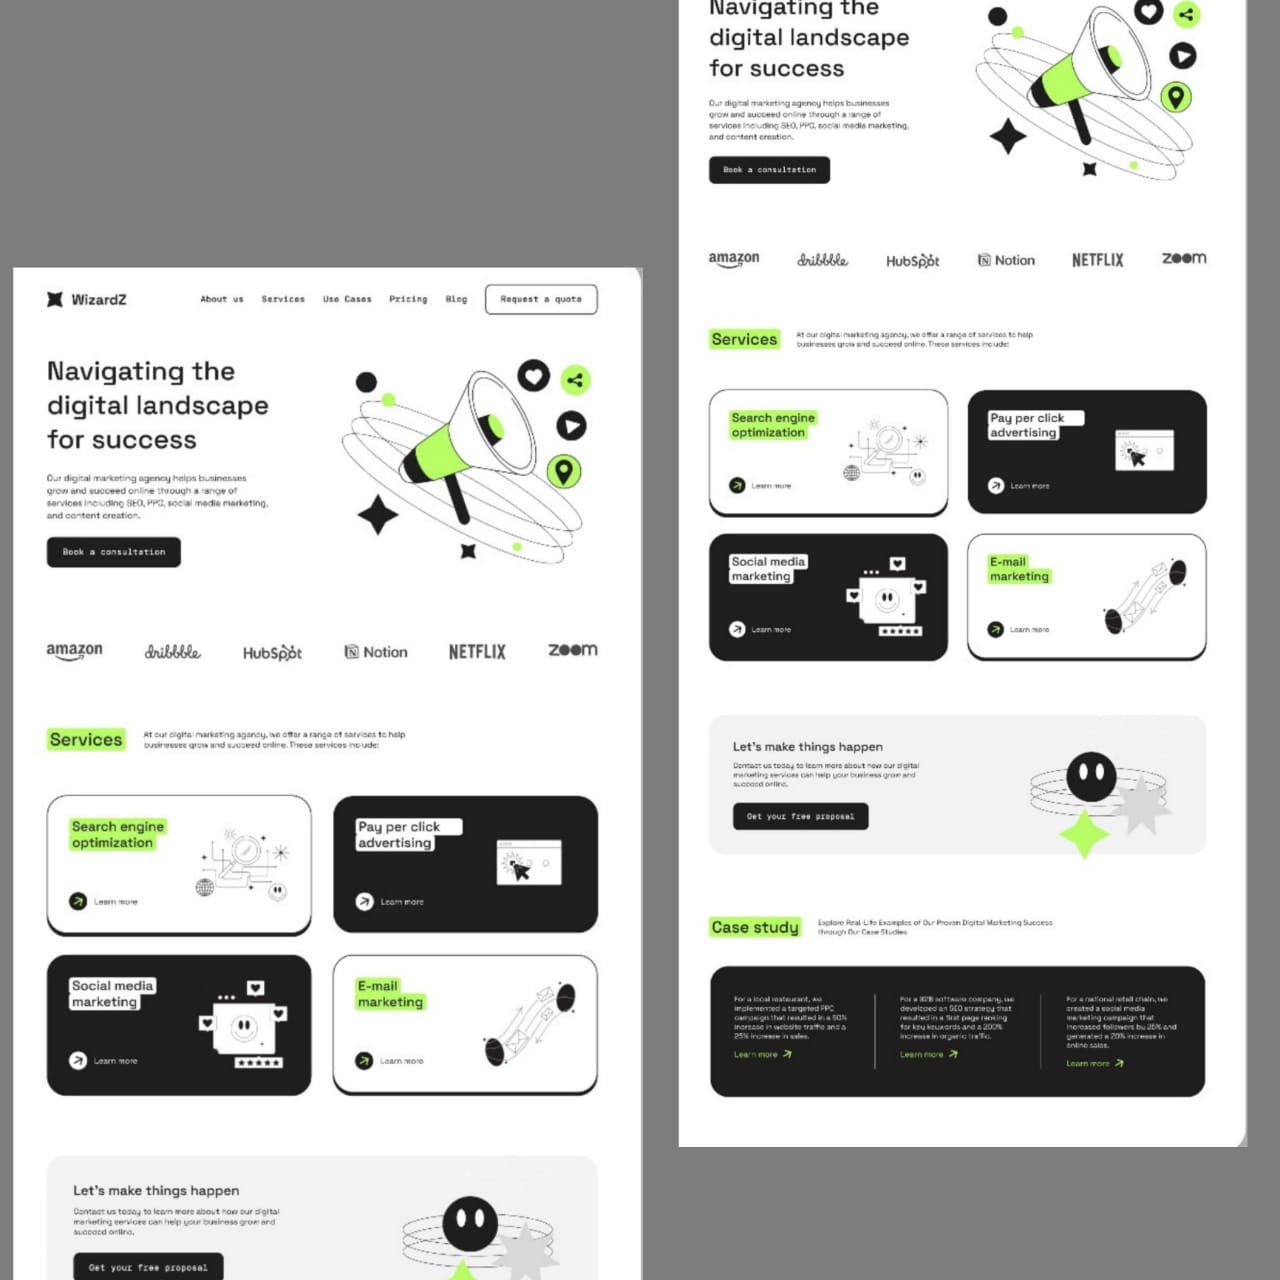 WizardZ
About us
Services
Use Cases
Pricing
Blog
Request a quote
Navigating the
digital landscape
for success
Our digital marketing agency helps businesses
grow and succeed online through a range of
services including SEO, PPC, social media marketing,
and content creation.
Book a consultation
amazon
dribbble
HubSpot
Notion
NETFLIX
zoom
Services
At our digital marketing agency, we offer a range of services to help
businesses grow and succeed online. These services include:
Search engine
optimization
Learn more
Pay per click
advertising
Learn more
Social media
marketing
Learn more
E-mail
marketing
Learn more
Let's make things happen
Contact us today to learn more about how our digital
marketing services can help your business grow and
succeed online.
Get your free proposal
Navigating the
digital landscape
for success
Our digital marketing agency helps businesses
grow and succeed online through a range of
services including SEO, PPC, social media marketing,
and content creation.
Book a consultation
amazon
dribbble
HubSpot
Notion
NETFLIX
zoom
Services
At our digital marketing agency, we offer a range of services to help
businesses grow and succeed online. These services include:
Search engine
optimization
Learn more
Pay per click
advertising
Learn more
Social media
marketing
Learn more
E-mail
marketing
Learn more
Let's make things happen
Contact us today to learn more about how our digital
marketing services can help your business grow and
succeed online.
Get your free proposal
Case study
Explore Real-Life Examples of Our Proven Digital Marketing Success
through Our Case Studies
For a local restaurant, we
implemented a targeted PPC
campaign that resulted in a 50%
increase in website traffic and a
25% increase in sales.
Learn more
For a B2B software company, we
developed an SEO strategy that
resulted in a first page ranking
for key keywords and a 200%
increase in organic traffic.
Learn more
For a national retail chain, we
created a social media
marketing campaign that
increased followers by 25% and
generated a 20% increase in
online sales.
Learn more